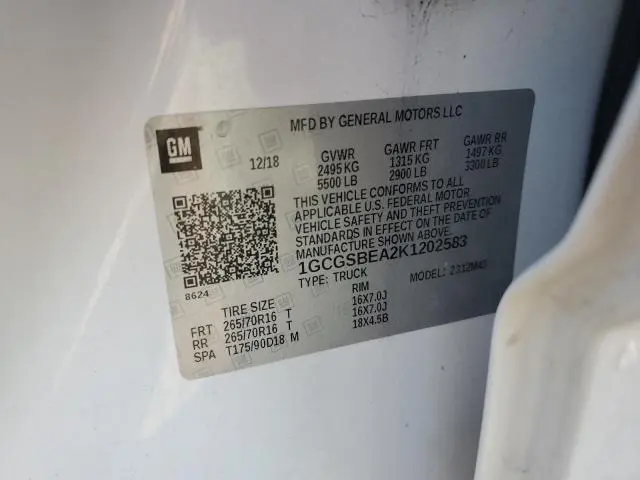 MFD BY GENERAL MOTORS LLC
GM
12/18
GVWR GAWR FRT GAWR RR
2495 KG 1315 KG 1497 KG
5500 LB 2900 LB 3300 LB
THIS VEHICLE CONFORMS TO ALL
APPLICABLE U.S. FEDERAL MOTOR
VEHICLE SAFETY AND THEFT PREVENTION
STANDARDS IN EFFECT ON THE DATE OF
MANUFACTURE SHOWN ABOVE.
1GCGSBEA2K1202583
8624
TYPE: TRUCK MODEL:
TIRE SIZE RIM
FRT 265/70R16 T 16X7.0J
RR 265/70R16 T 16X7.0J
SPA T175/90D18 M 18X4.5B